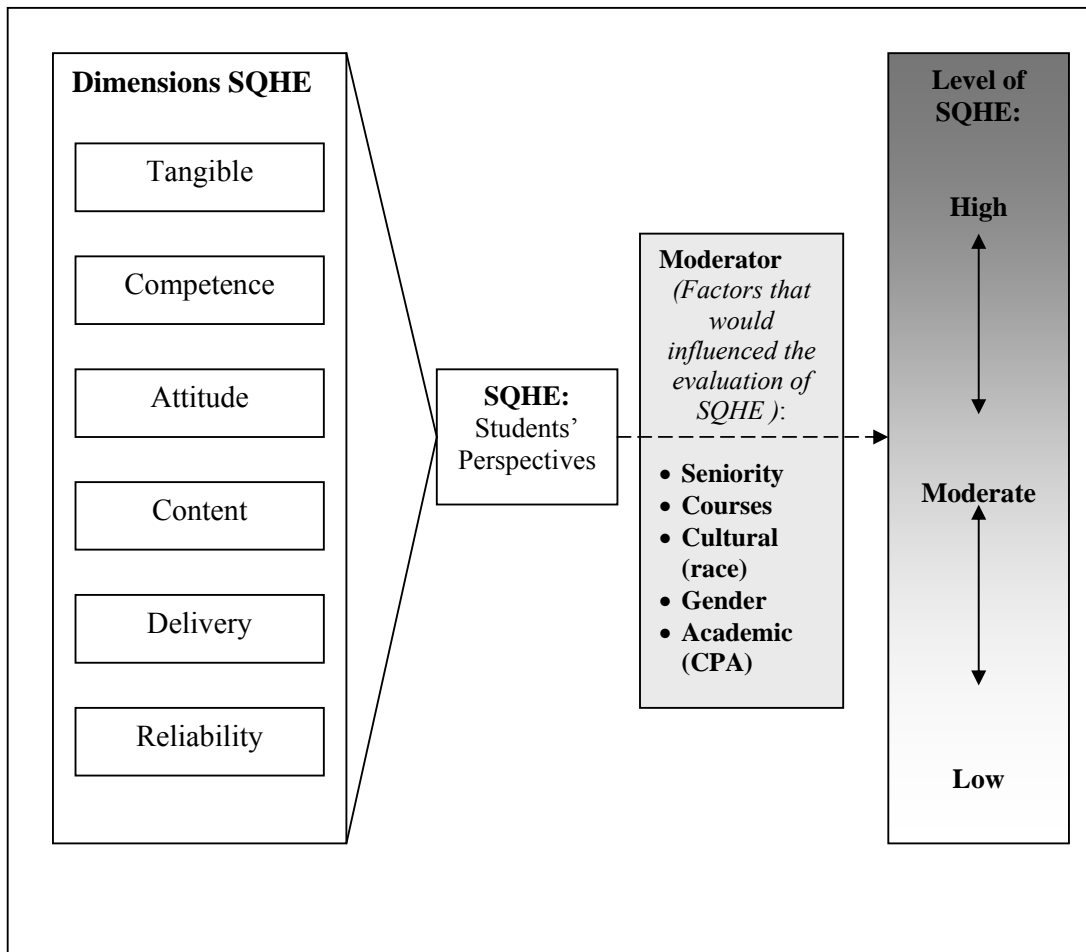 Dimensions SQHE
Tangible
Competence
Attitude
Content
Delivery
Reliability
SQHE:
Students’
Perspectives
Moderator
(Factors that
would
influenced the
evaluation of
SQHE ):
• Seniority
• Courses
• Cultural
(race)
• Gender
• Academic
(CPA)
Level of
SQHE:
High
Moderate
Low